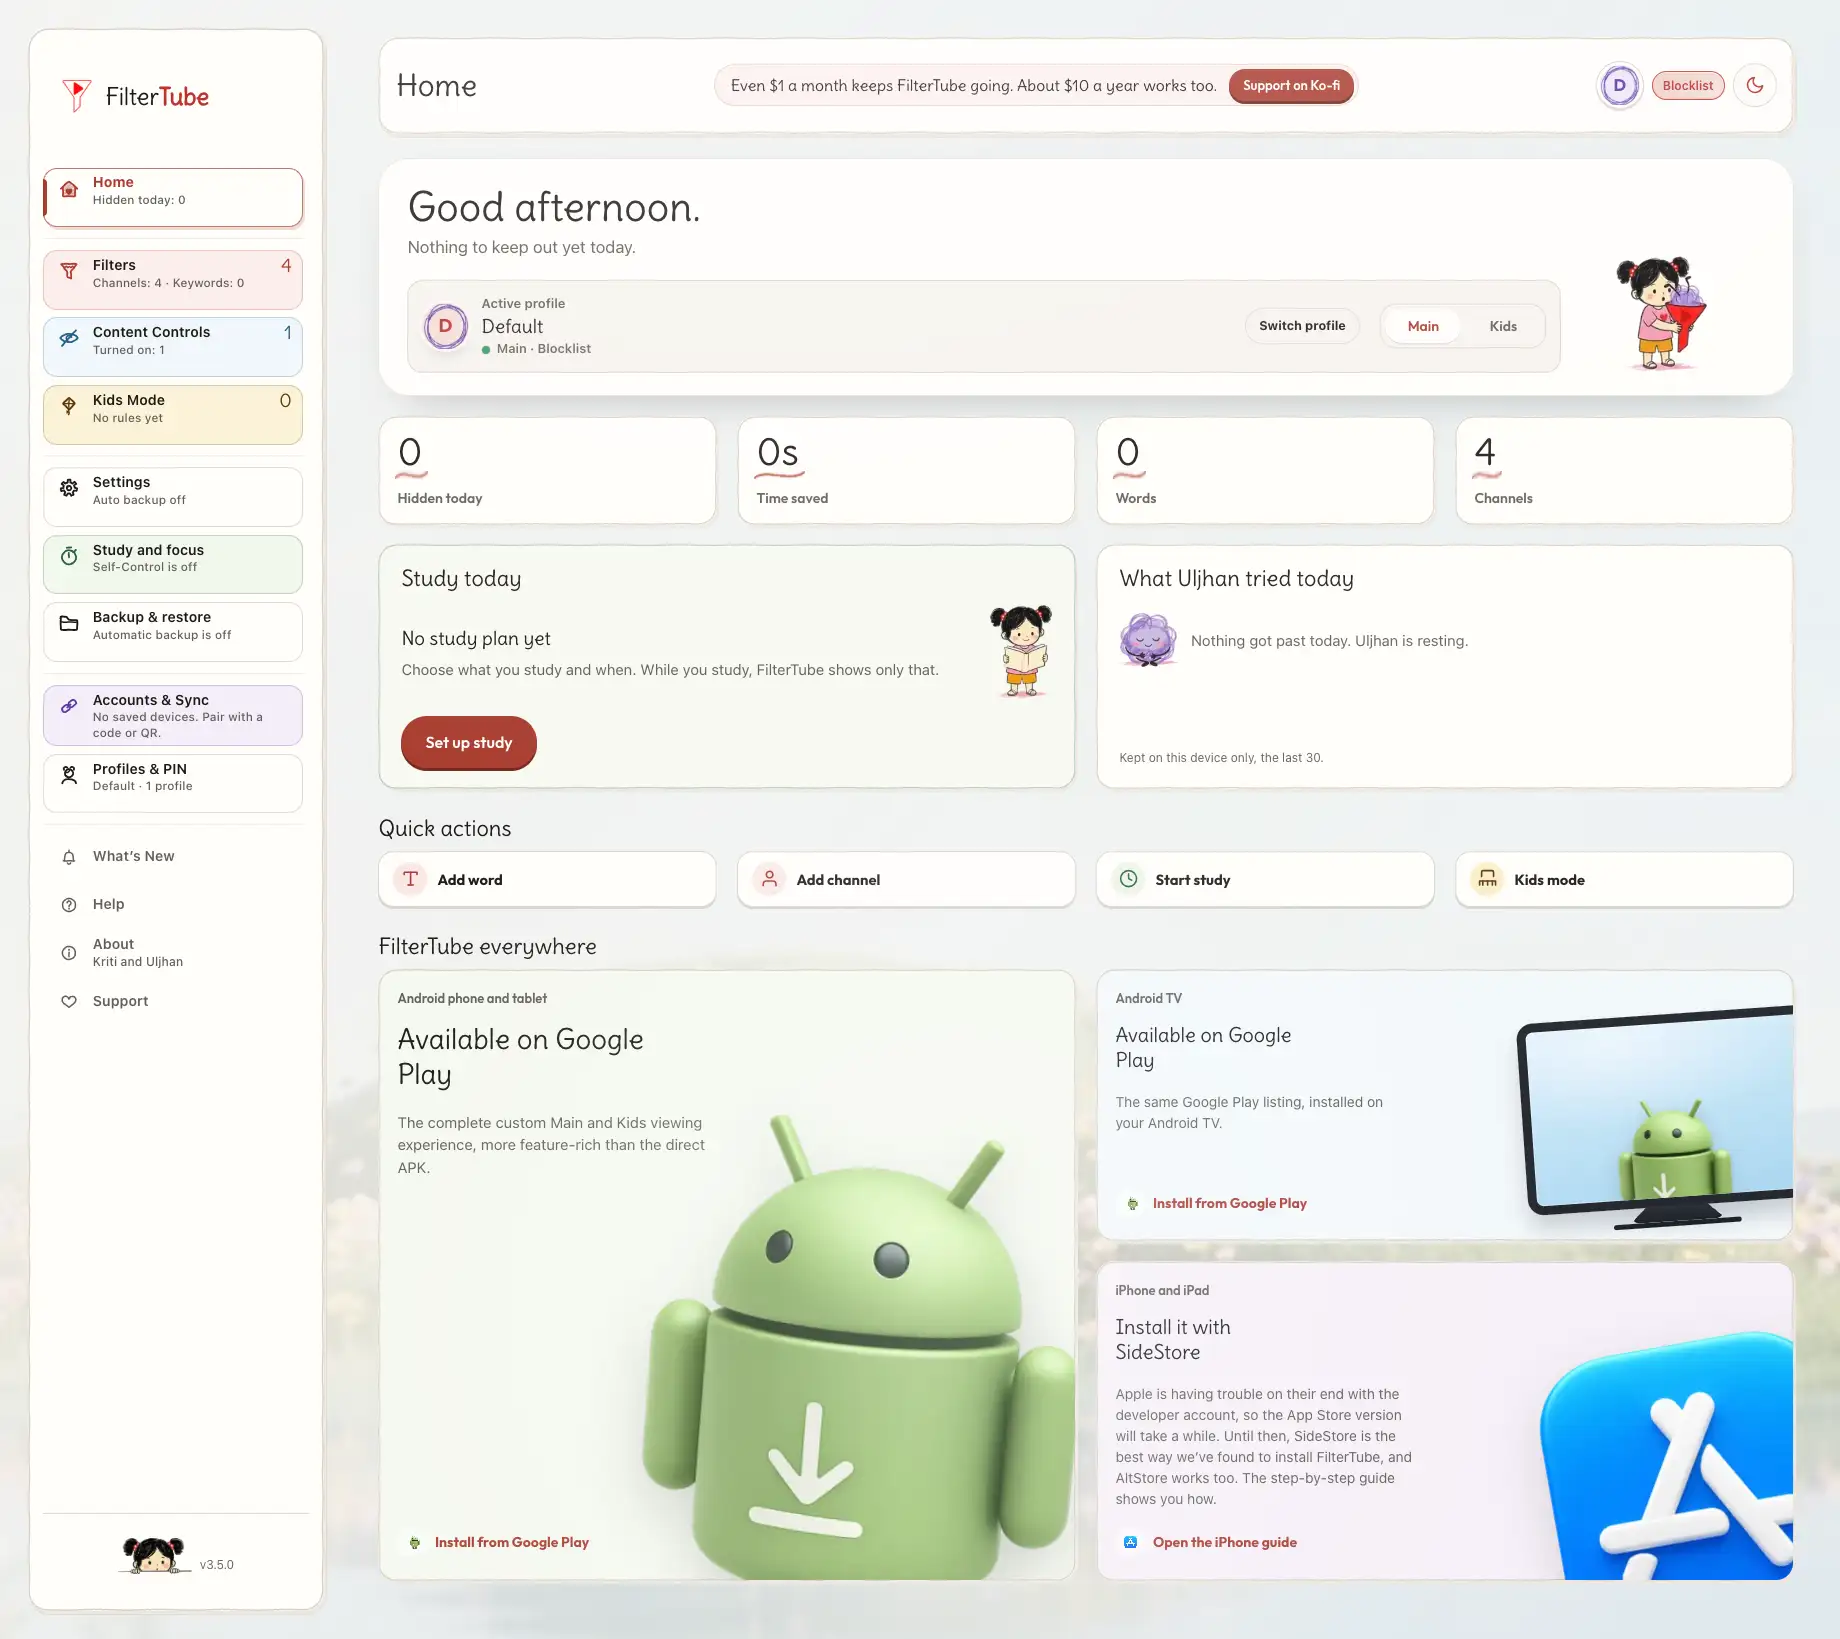 FilterTube
Home
Hidden today: 0
Filters
4
Channels: 4 · Keywords: 0
Content Controls
1
Turned on: 1
Kids Mode
0
No rules yet
Settings
Auto backup off
Study and focus
Self-Control is off
Backup & restore
Automatic backup is off
Accounts & Sync
No saved devices. Pair with a
code or QR.
Profiles & PIN
Default · 1 profile
What's New
Help
About
Kriti and Uljhan
Support
v3.5.0
Home
Even $1 a month keeps FilterTube going. About $10 a year works too.
Support on Ko-fi
D
Blocklist
Good afternoon.
Nothing to keep out yet today.
D
Active profile
Default
Main · Blocklist
Switch profile
Main
Kids
0
Hidden today
0s
Time saved
0
Words
4
Channels
Study today
No study plan yet
Choose what you study and when. While you study, FilterTube shows only that.
Set up study
What Uljhan tried today
Nothing got past today. Uljhan is resting.
Kept on this device only, the last 30.
Quick actions
Add word
Add channel
Start study
Kids mode
FilterTube everywhere
Android phone and tablet
Available on Google
Play
The complete custom Main and Kids viewing
experience, more feature-rich than the direct
APK.
Install from Google Play
Android TV
Available on Google
Play
The same Google Play listing, installed on
your Android TV.
Install from Google Play
iPhone and iPad
Install it with
SideStore
Apple is having trouble on their end with the
developer account, so the App Store version
will take a while. Until then, SideStore is the
best way we've found to install FilterTube, and
AltStore works too. The step-by-step guide
shows you how.
Open the iPhone guide